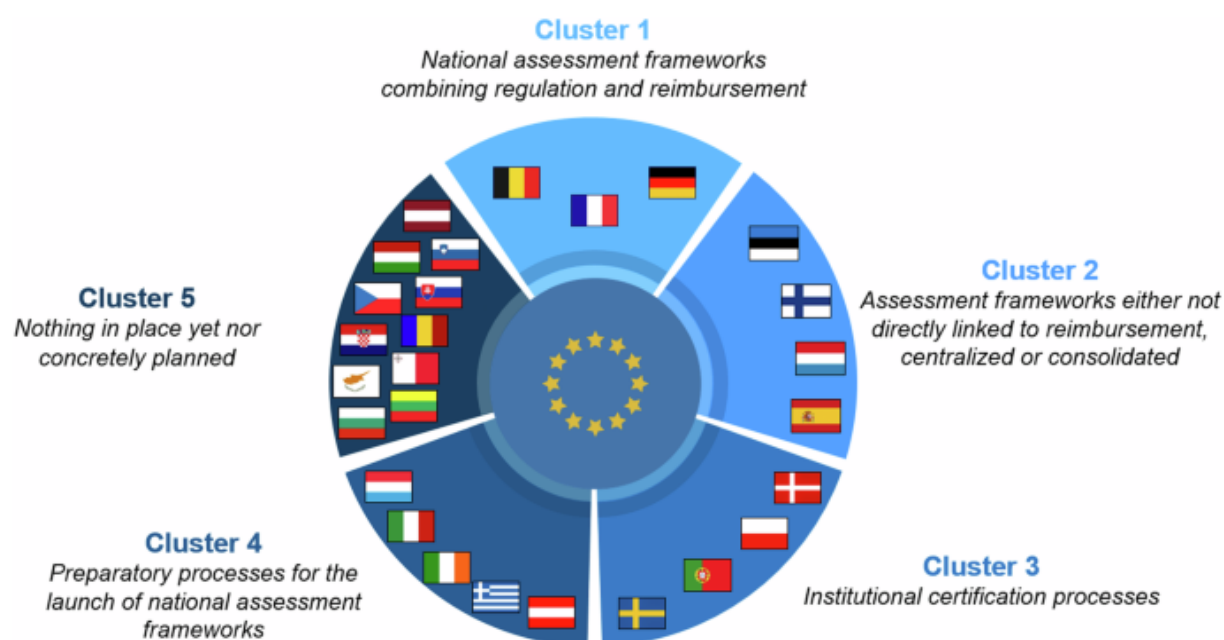 Cluster 1
National assessment frameworks
combining regulation and reimbursement
Cluster 2
Assessment frameworks either not
directly linked to reimbursement,
centralized or consolidated
Cluster 3
Institutional certification processes
Cluster 4
Preparatory processes for the
launch of national assessment
frameworks
Cluster 5
Nothing in place yet nor
concretely planned